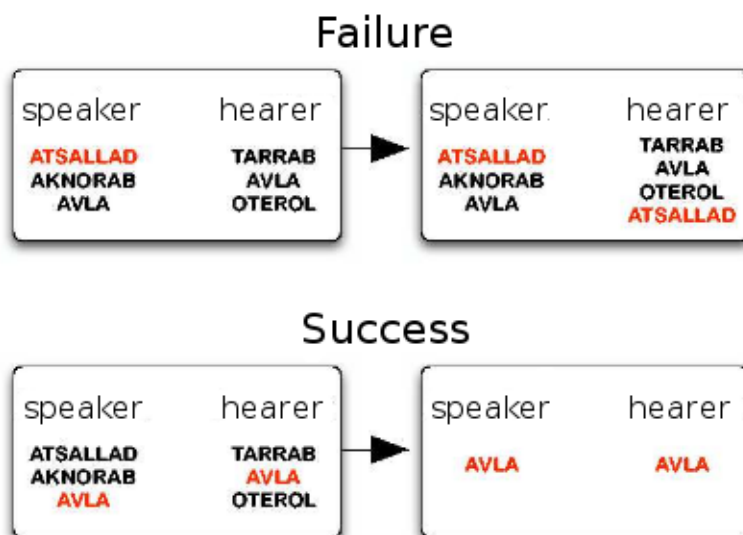 Failure
speaker hearer speaker hearer
ATSALLAD TARRAB ATSALLAD TARRAB
AKNORAB AVLA AKNORAB AVLA
AVLA OTEROL AVLA OTEROL
ATSALLAD
Success
speaker hearer speaker hearer
ATSALLAD TARRAB
AKNORAB AVLA AVLA AVLA
AVLA OTEROL